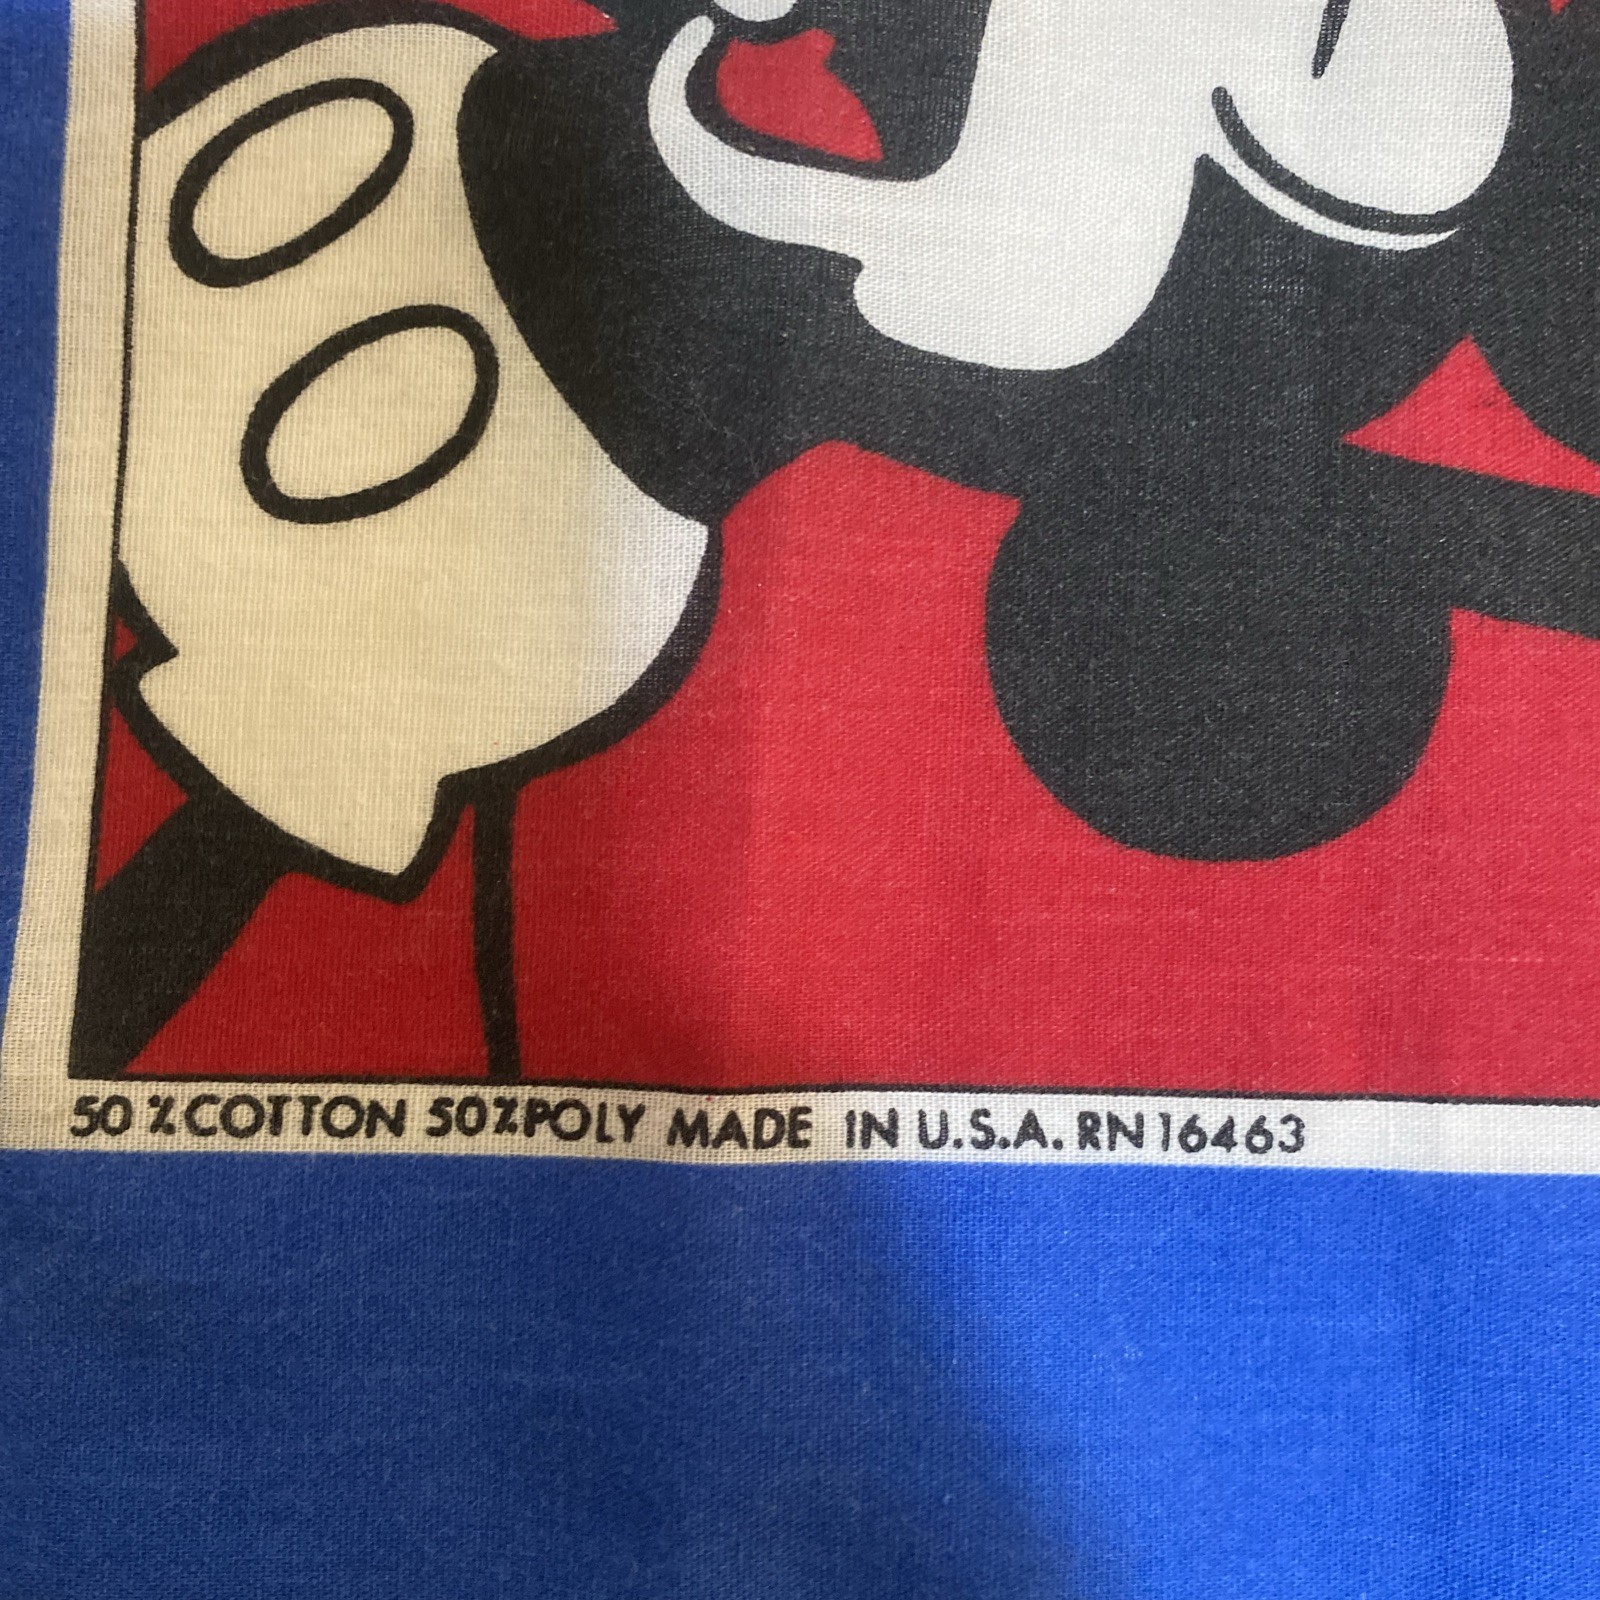 50% COTTON 50% POLY MADE IN U.S.A. RN 16463